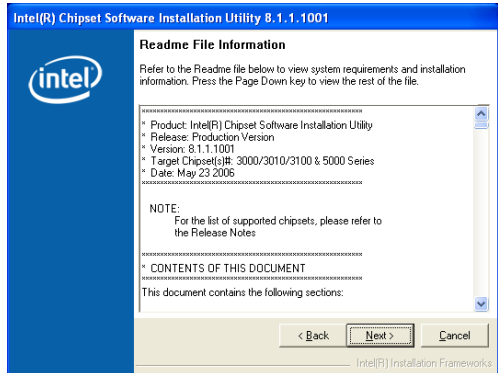 Intel(R) Chipset Software Installation Utility 8.1.1.1001
intel
Readme File Information
Refer to the Readme file below to view system requirements and installation
information. Press the Page Down key to view the rest of the file.
************************************************************
* Product: Intel(R) Chipset Software Installation Utility
* Release: Production Version
* Version: 8.1.1.1001
* Target Chipset(s)#: 3000/3010/3100 & 5000 Series
* Date: May 23 2006
************************************************************
NOTE:
For the list of supported chipsets, please refer to
the Release Notes
************************************************************
* CONTENTS OF THIS DOCUMENT
************************************************************
This document contains the following sections:
< Back
Next >
Cancel
Intel(R) Installation Frameworks